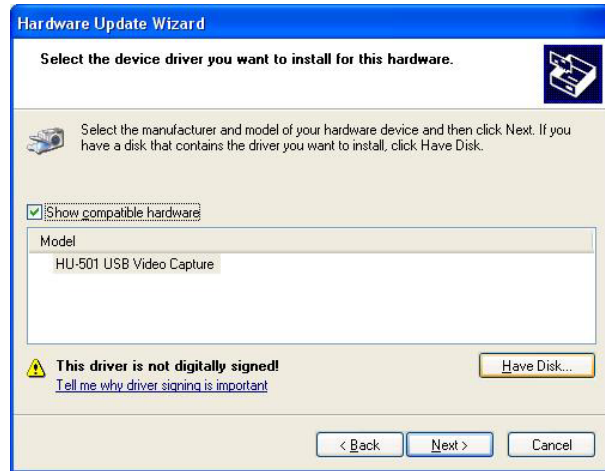 Hardware Update Wizard
Select the device driver you want to install for this hardware.
Select the manufacturer and model of your hardware device and then click Next. If you
have a disk that contains the driver you want to install, click Have Disk.
Show compatible hardware
Model
HU-501 USB Video Capture
This driver is not digitally signed!
Tell me why driver signing is important
Have Disk...
< Back
Next >
Cancel